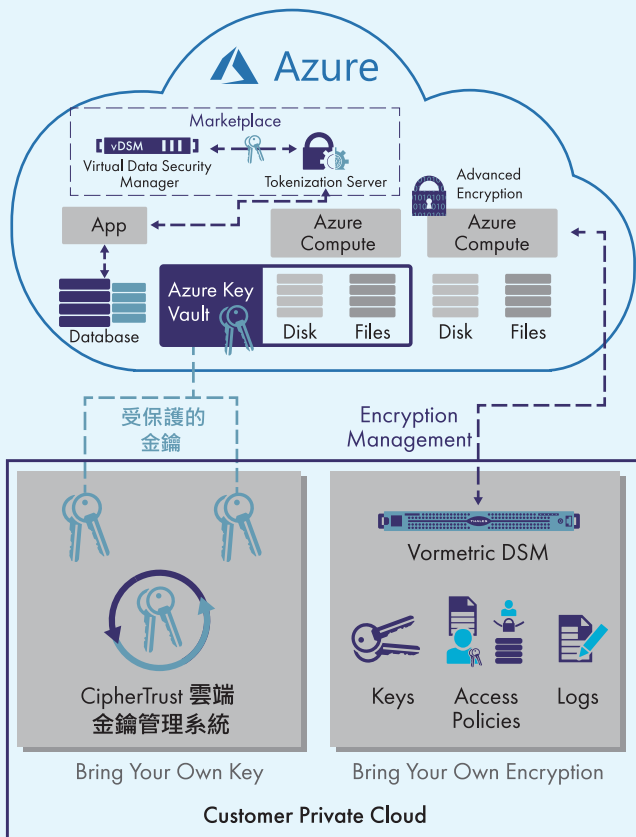 Azure
Marketplace
vDSM
Virtual Data Security
Manager
Tokenization Server
Advanced
Encryption
App
Azure
Compute
Azure
Compute
Database
Azure Key
Vault
Disk
Files
Disk
Files
受保護的
金鑰
Encryption
Management
THALES
Vormetric DSM
CipherTrust 雲端
金鑰管理系統
Keys
Access
Policies
Logs
Bring Your Own Key
Bring Your Own Encryption
Customer Private Cloud